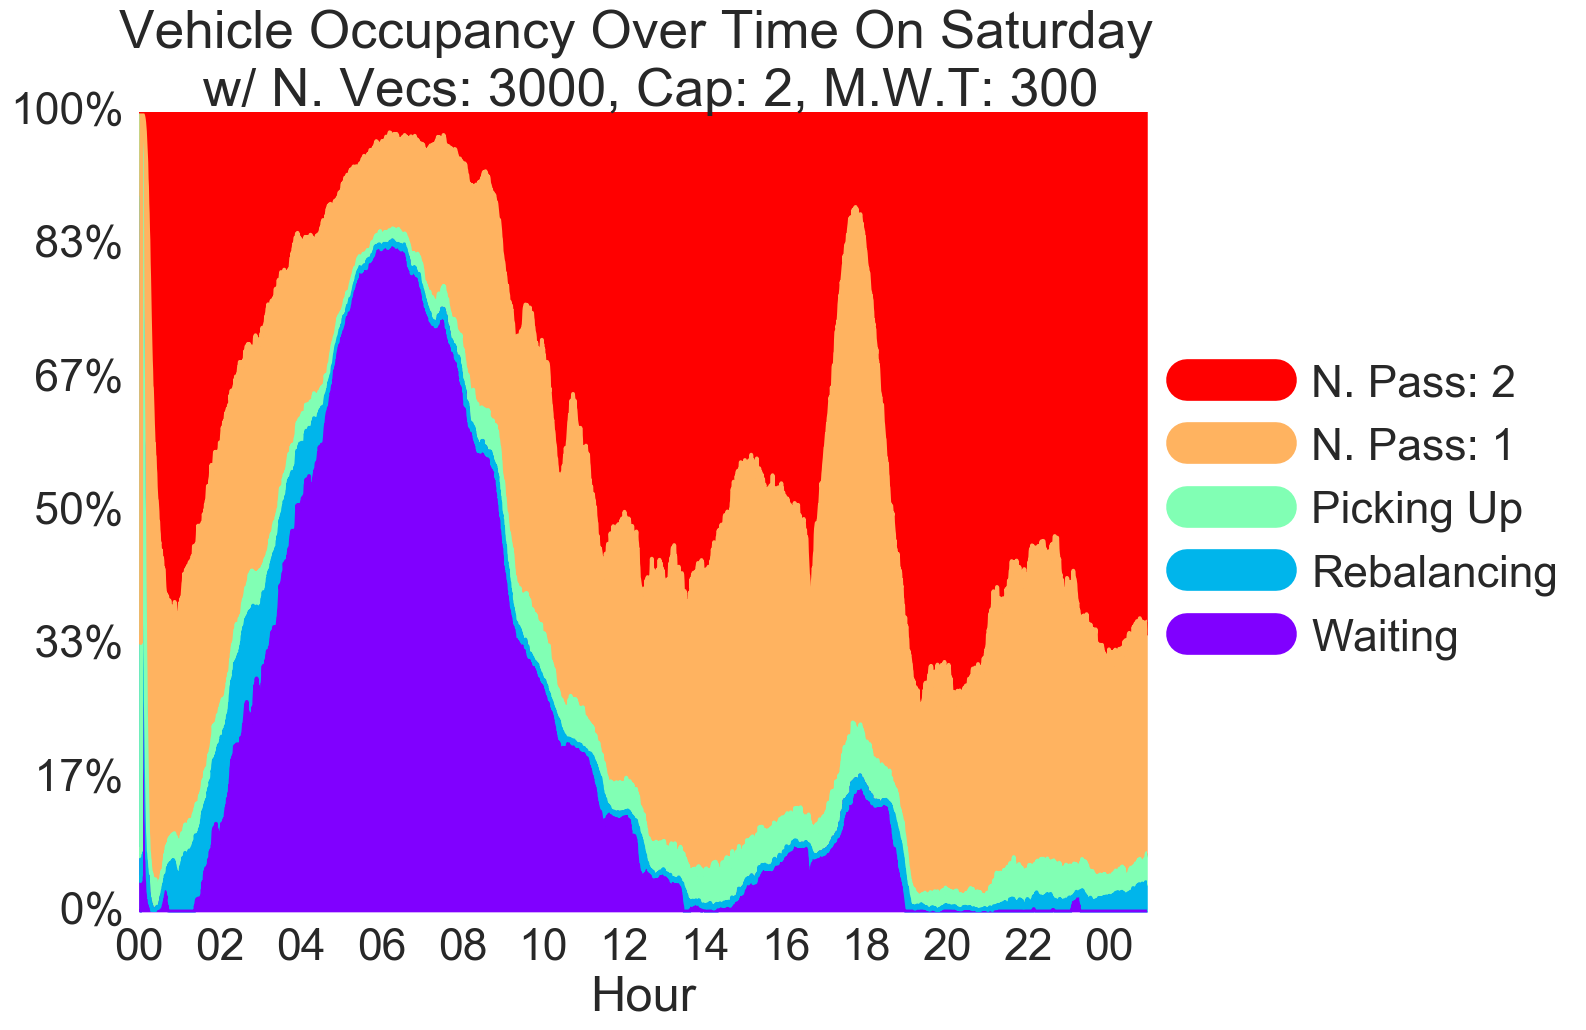 Vehicle Occupancy Over Time On Saturday
w/ N. Vecs: 3000, Cap: 2, M.W.T: 300
100%
83%
67%
50%
33%
17%
0%
00 02 04 06 08 10 12 14 16 18 20 22 00
Hour
N. Pass: 2
N. Pass: 1
Picking Up
Rebalancing
Waiting